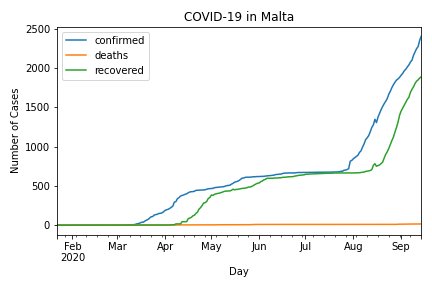 COVID-19 in Malta
2500
2000
1500
1000
500
0
Number of Cases
confirmed
deaths
recovered
Feb Mar Apr May Jun Jul Aug Sep
2020
Day